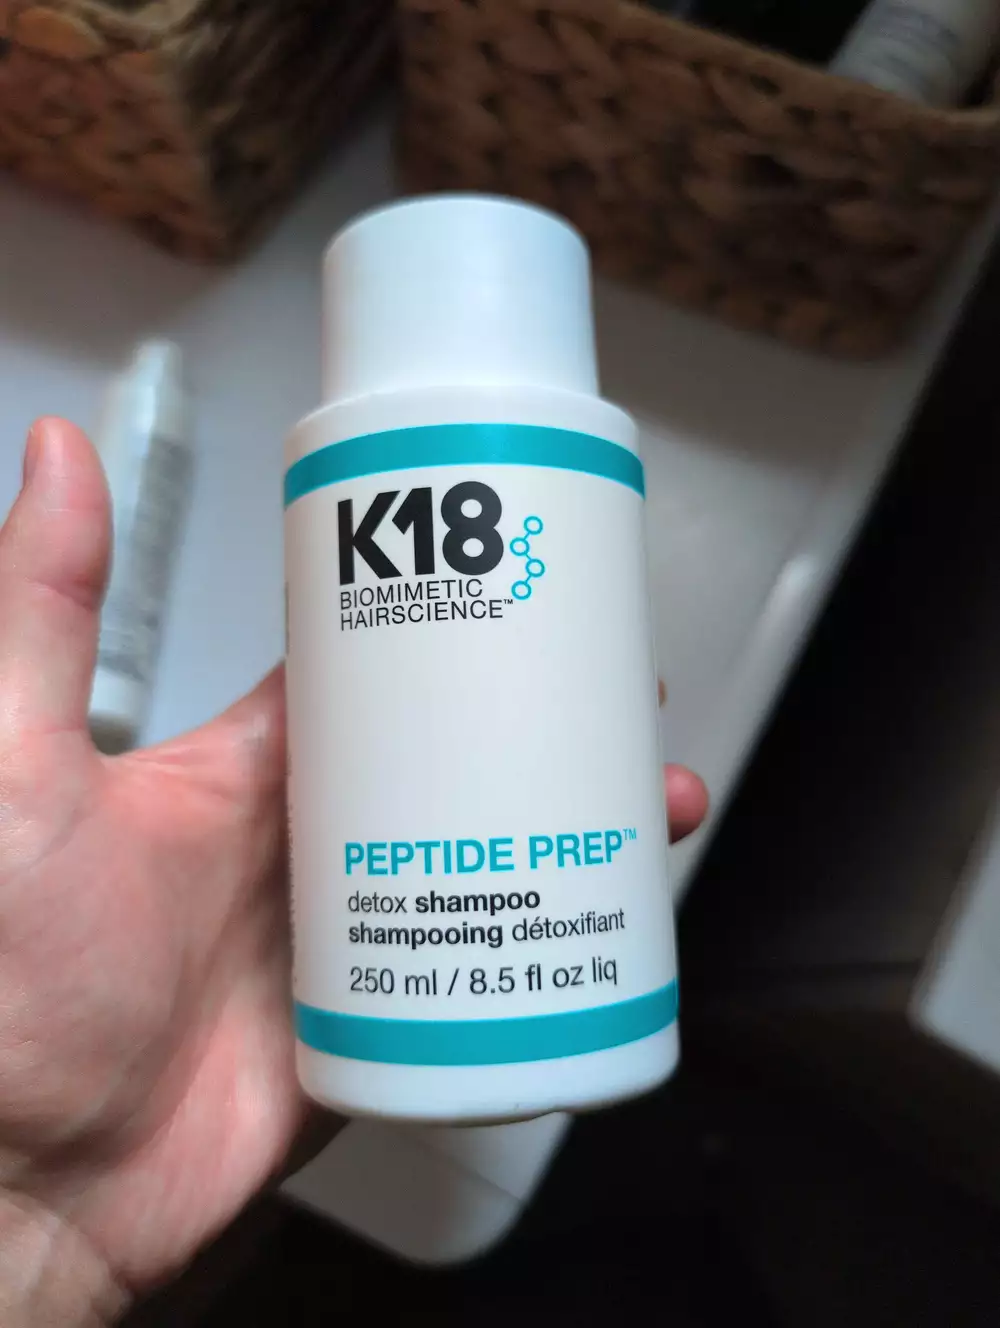 K18
BIOMIMETIC
HAIRSCIENCE™
PEPTIDE PREP™
detox shampoo
shampooing détoxifiant
250 ml / 8.5 fl oz liq